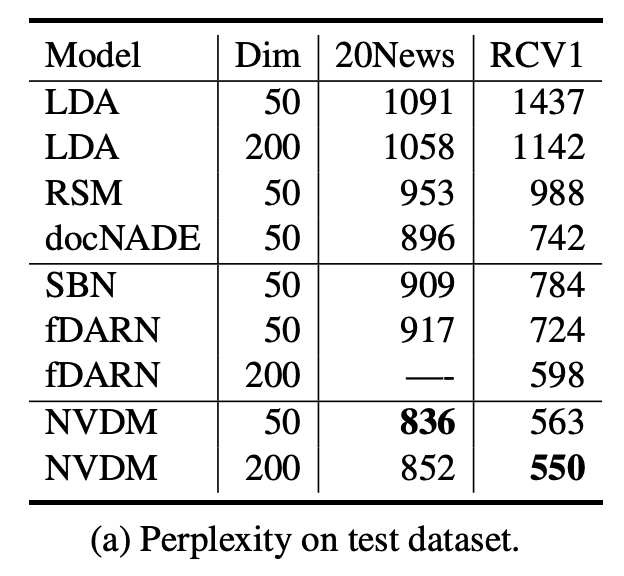 Model Dim 20News RCV1
LDA 50 1091 1437
LDA 200 1058 1142
RSM 50 953 988
docNADE 50 896 742
SBN 50 909 784
fDARN 50 917 724
fDARN 200 —- 598
NVDM 50 836 563
NVDM 200 852 550
(a) Perplexity on test dataset.